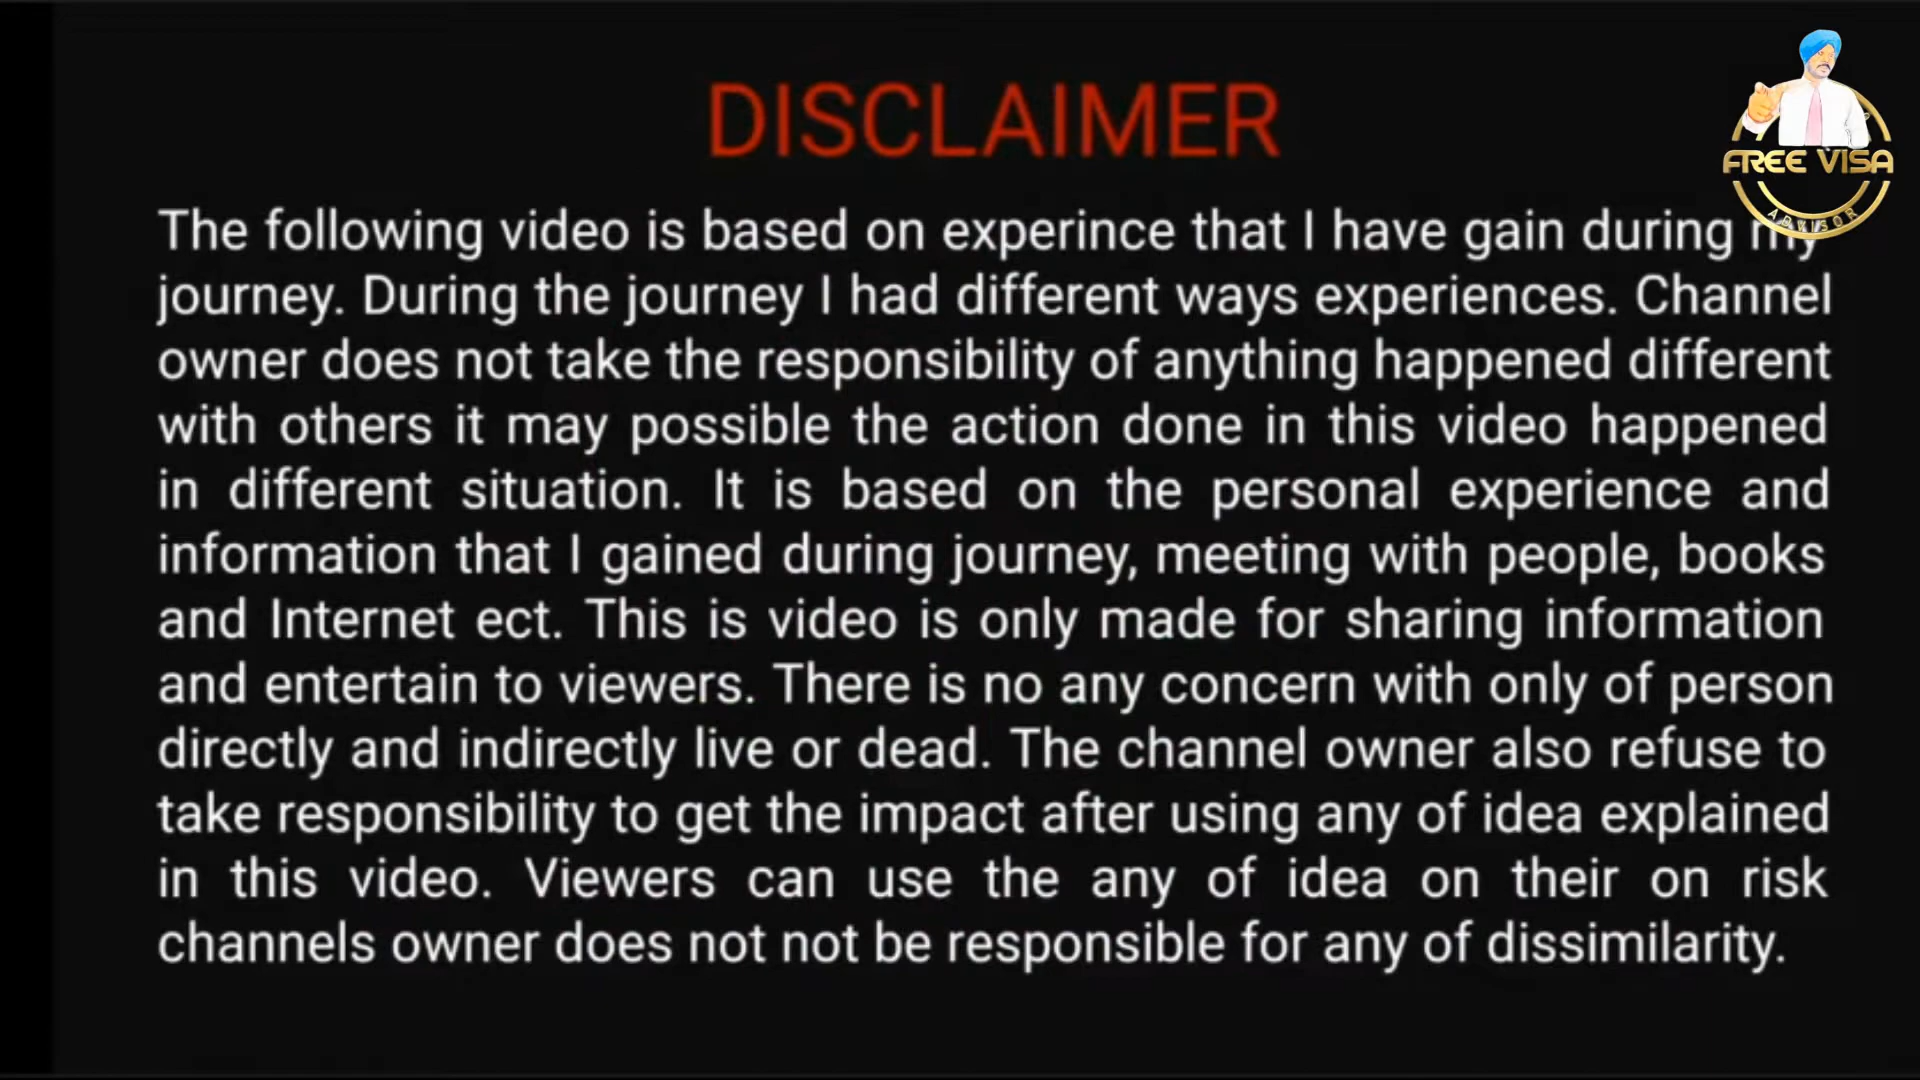 DISCLAIMER
FREE VISA
ADVISOR
The following video is based on experince that I have gain during my
journey. During the journey I had different ways experiences. Channel
owner does not take the responsibility of anything happened different
with others it may possible the action done in this video happened
in different situation. It is based on the personal experience and
information that I gained during journey, meeting with people, books
and Internet ect. This is video is only made for sharing information
and entertain to viewers. There is no any concern with only of person
directly and indirectly live or dead. The channel owner also refuse to
take responsibility to get the impact after using any of idea explained
in this video. Viewers can use the any of idea on their on risk
channels owner does not not be responsible for any of dissimilarity.